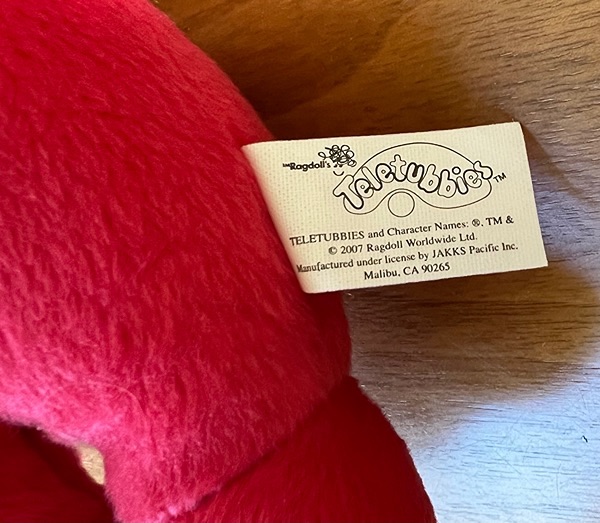 Ragdoll's
Teletubbies™
TELETUBBIES and Character Names: ®, TM &
© 2007 Ragdoll Worldwide Ltd.
Manufactured under license by JAKKS Pacific Inc.
Malibu, CA 90265